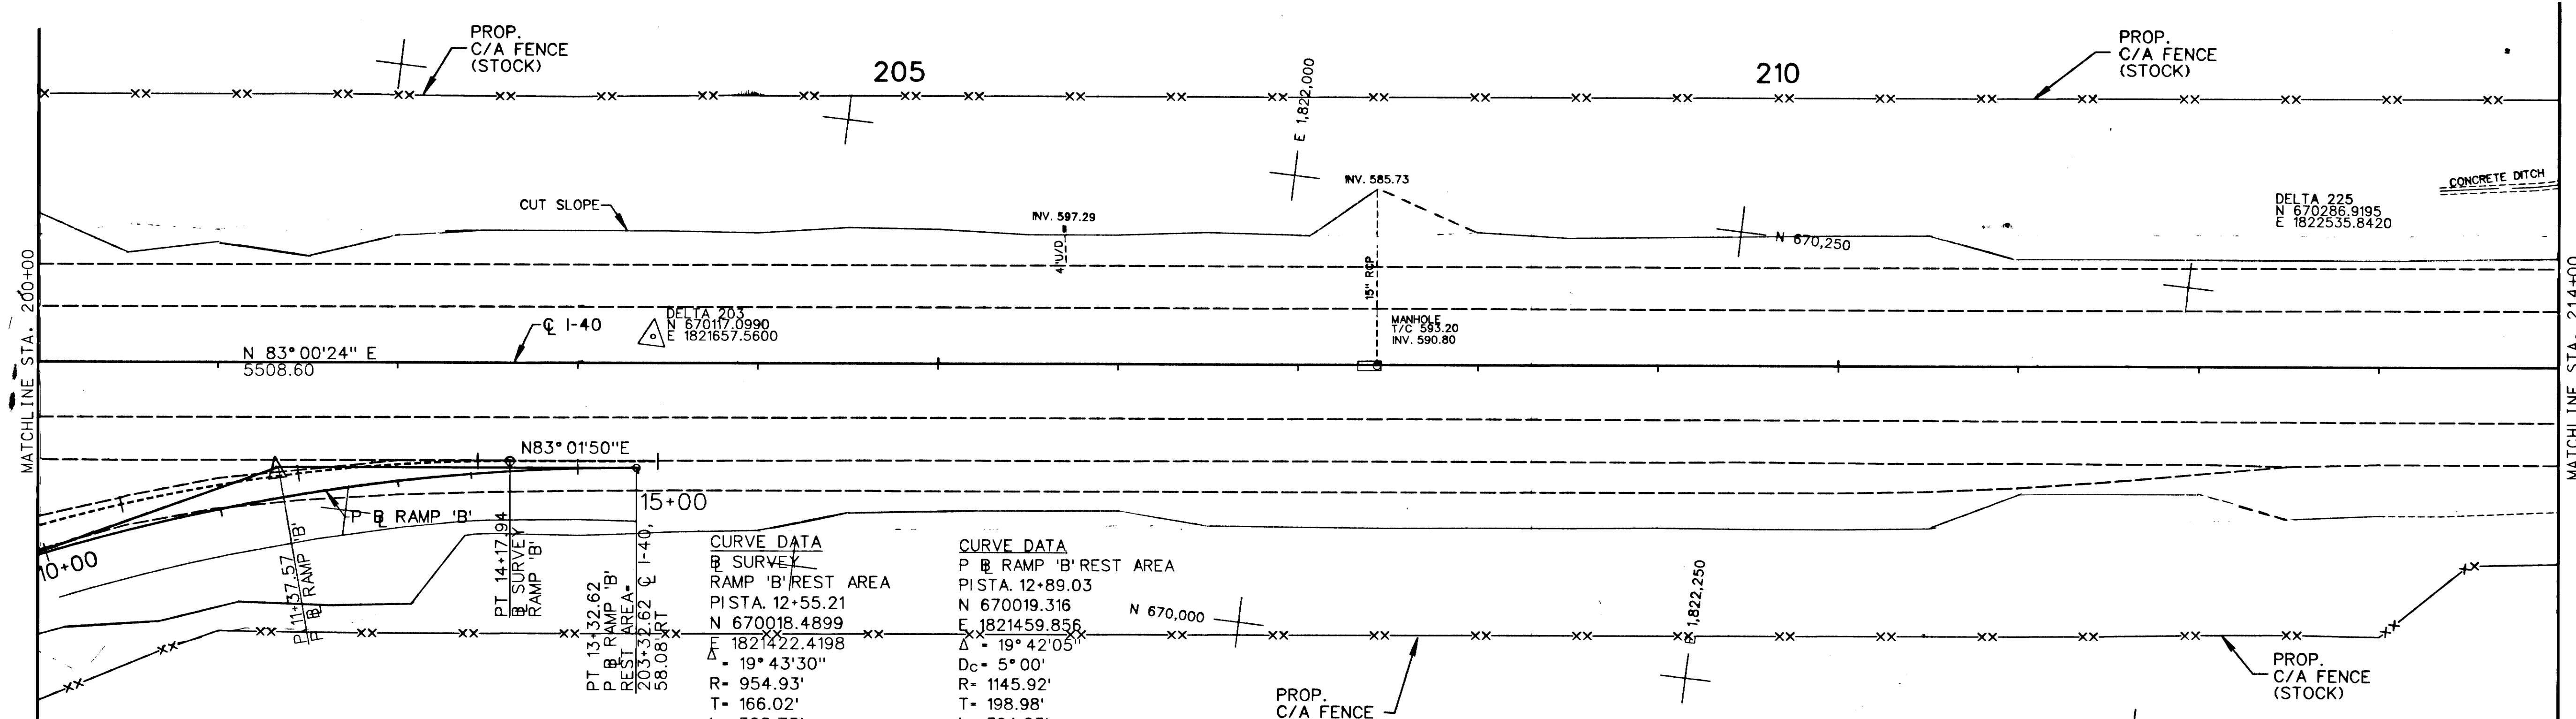 PROP.
C/A FENCE
(STOCK)
205
E 1,822,000
210
PROP.
C/A FENCE
(STOCK)
INV. 585.73
CONCRETE DITCH
CUT SLOPE
INV. 597.29
4"U/D
N 670,250
DELTA 225
N 670286.9195
E 1822535.8420
MATCHLINE STA. 200+00
15" RCP
MATCHLINE STA. 214+00
℄ I-40
DELTA 203
N 670117.0990
E 1821657.5600
MANHOLE
T/C 593.20
INV. 590.80
N 83°00'24" E
5508.60
N83°01'50"E
15+00
P ℄ RAMP 'B'
10+00
PI 11+37.57
P ℄ RAMP 'B'
PT 14+17.94
℄ SURVEY
RAMP 'B'
PT 13+32.62
P ℄ RAMP 'B'
REST AREA=
203+32.62 ℄ I-40,
58.08' RT
CURVE DATA
℄ SURVEY
RAMP 'B' REST AREA
PI STA. 12+55.21
N 670018.4899
E 1821422.4198
Δ = 19°43'30"
R= 954.93'
T= 166.02'
CURVE DATA
P ℄ RAMP 'B' REST AREA
PI STA. 12+89.03
N 670019.316
E 1821459.856
Δ = 19°42'05"
Dc= 5°00'
R= 1145.92'
T= 198.98'
N 670,000
E 1,822,250
PROP.
C/A FENCE
PROP.
C/A FENCE
(STOCK)